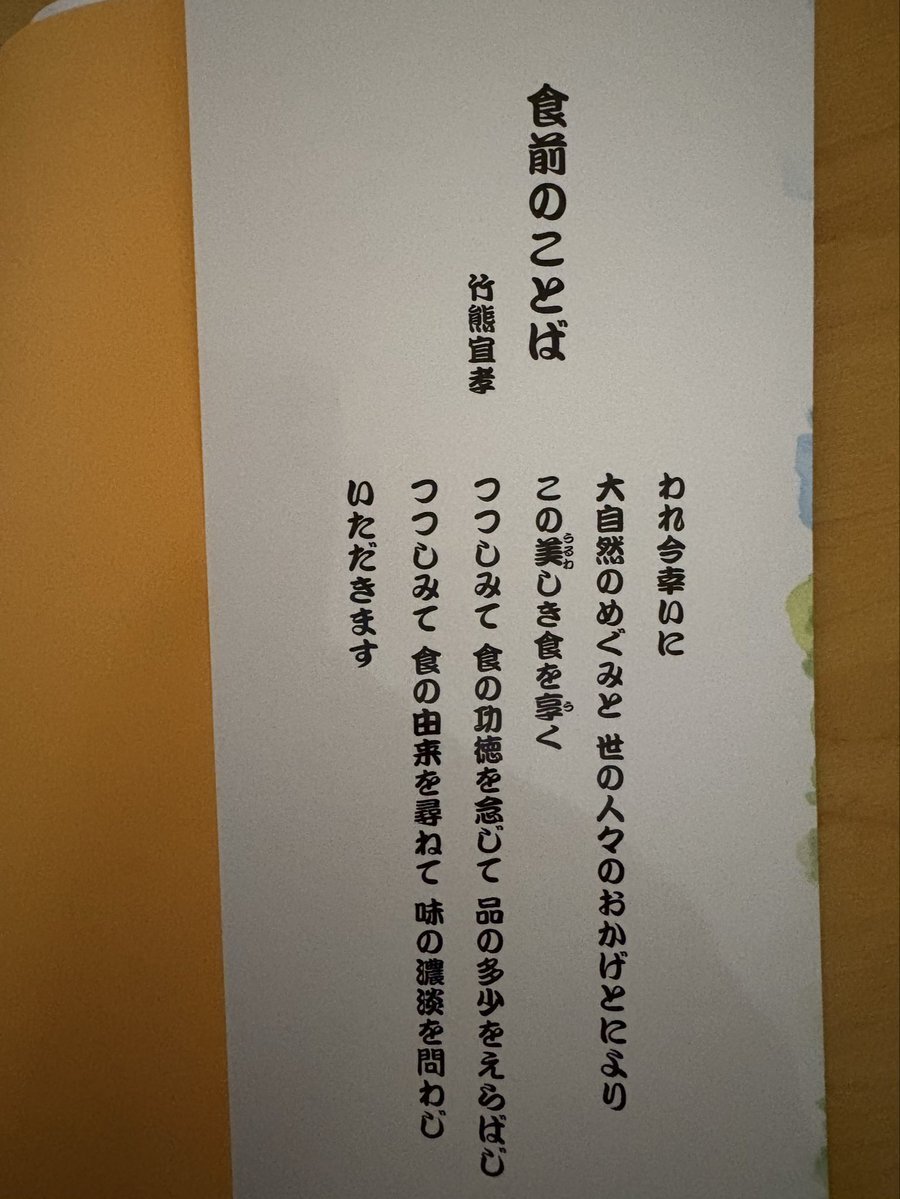 食前のことば
竹熊宜孝
われ今幸いに
大自然のめぐみと 世の人々のおかげとにより
この美しき食を享く
うるわ
う
つつしみて 食の功徳を念じて 品の多少をえらばじ
つつしみて 食の由来を尋ねて 味の濃淡を問わじ
いただきます